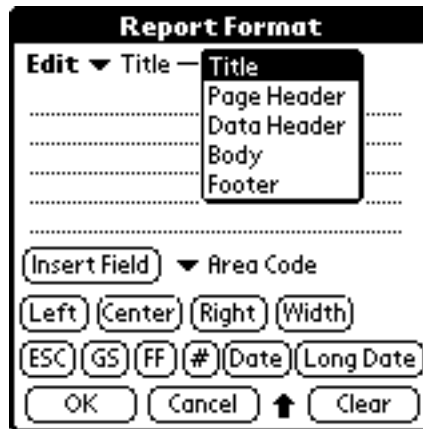 Report Format
Edit Title Title
Page Header
Data Header
Body
Footer
Insert Field Area Code
Left Center Right Width
ESC GS FF # Date Long Date
OK Cancel Clear